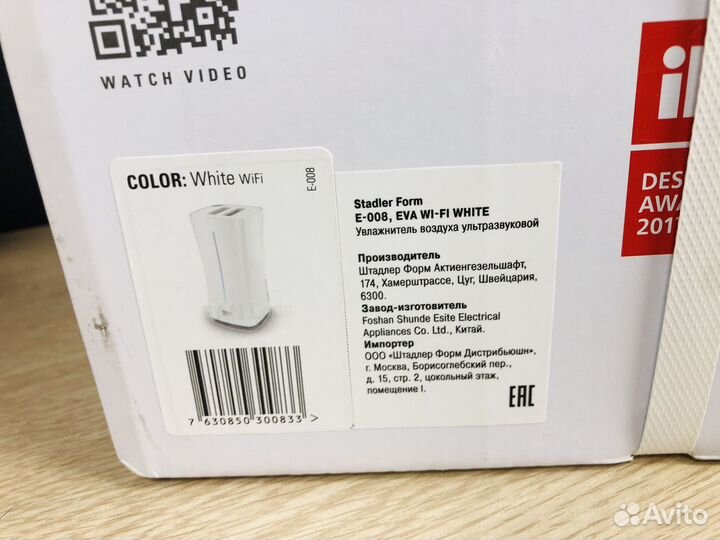 WATCH VIDEO
COLOR: White WiFi
E-008
7 630850 300833 >
Stadler Form
E-008, EVA WI-FI WHITE
Увлажнитель воздуха ультразвуковой
Производитель
Штадлер Форм Актиенгезельшафт,
174, Хамерштрассе, Цуг, Швейцария,
6300.
Завод-изготовитель
Foshan Shunde Esite Electrical
Appliances Co. Ltd., Китай.
Импортер
ООО «Штадлер Форм Дистрибьюшн»,
г. Москва, Борисоглебский пер.,
д. 15, стр. 2, цокольный этаж,
помещение I.
EAC
DES
AWA
2017
Avito